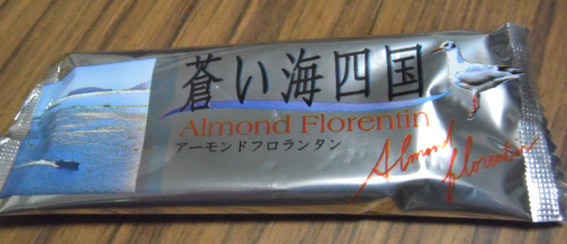 蒼い海四国
Almond Florentin
アーモンドフロランタン
Almond
florentin